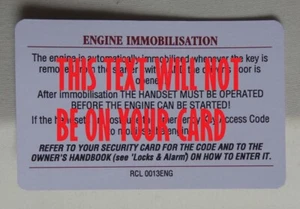 ENGINE IMMOBILISATION
The engine is automatically immobilised whenever the key is
THIS TEXT WILL NOT
After immobilisation THE HANDSET MUST BE OPERATED
BEFORE THE ENGINE CAN BE STARTED!
BE ON YOUR CARD
REFER TO YOUR SECURITY CARD FOR THE CODE AND TO THE
OWNER'S HANDBOOK (see 'Locks & Alarm') ON HOW TO ENTER IT.
RCL 0013ENG